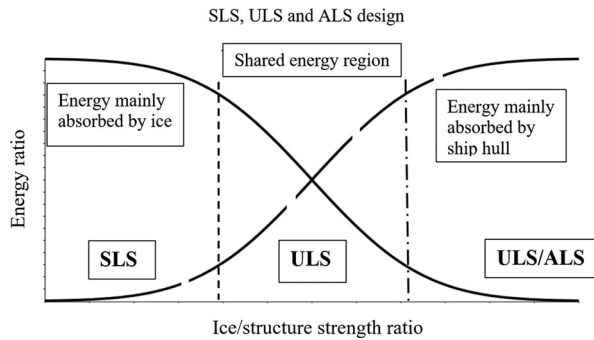 SLS, ULS and ALS design
Shared energy region
Energy mainly
absorbed by ice
Energy mainly
absorbed by
ship hull
Energy ratio
SLS
ULS
ULS/ALS
Ice/structure strength ratio